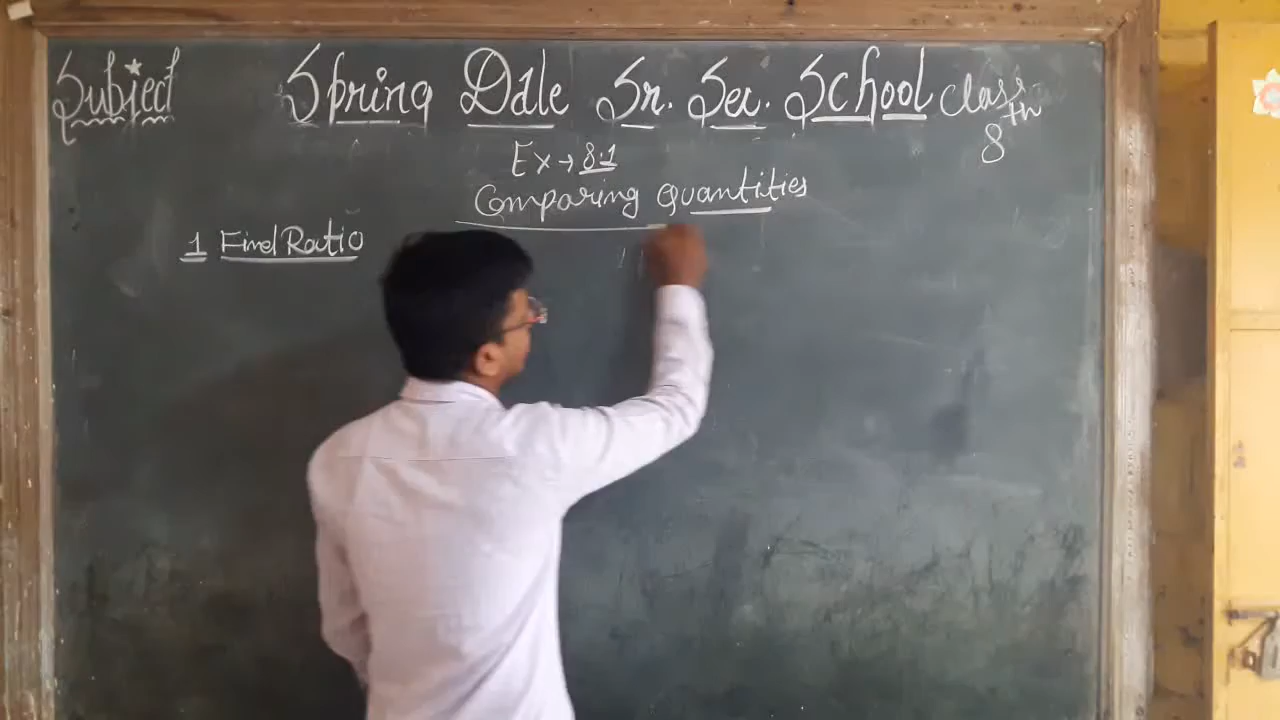 Subject Spring Dale Sr. Sec. School Class 8th
Ex → 8.1
Comparing Quantities
1 Find Ratio